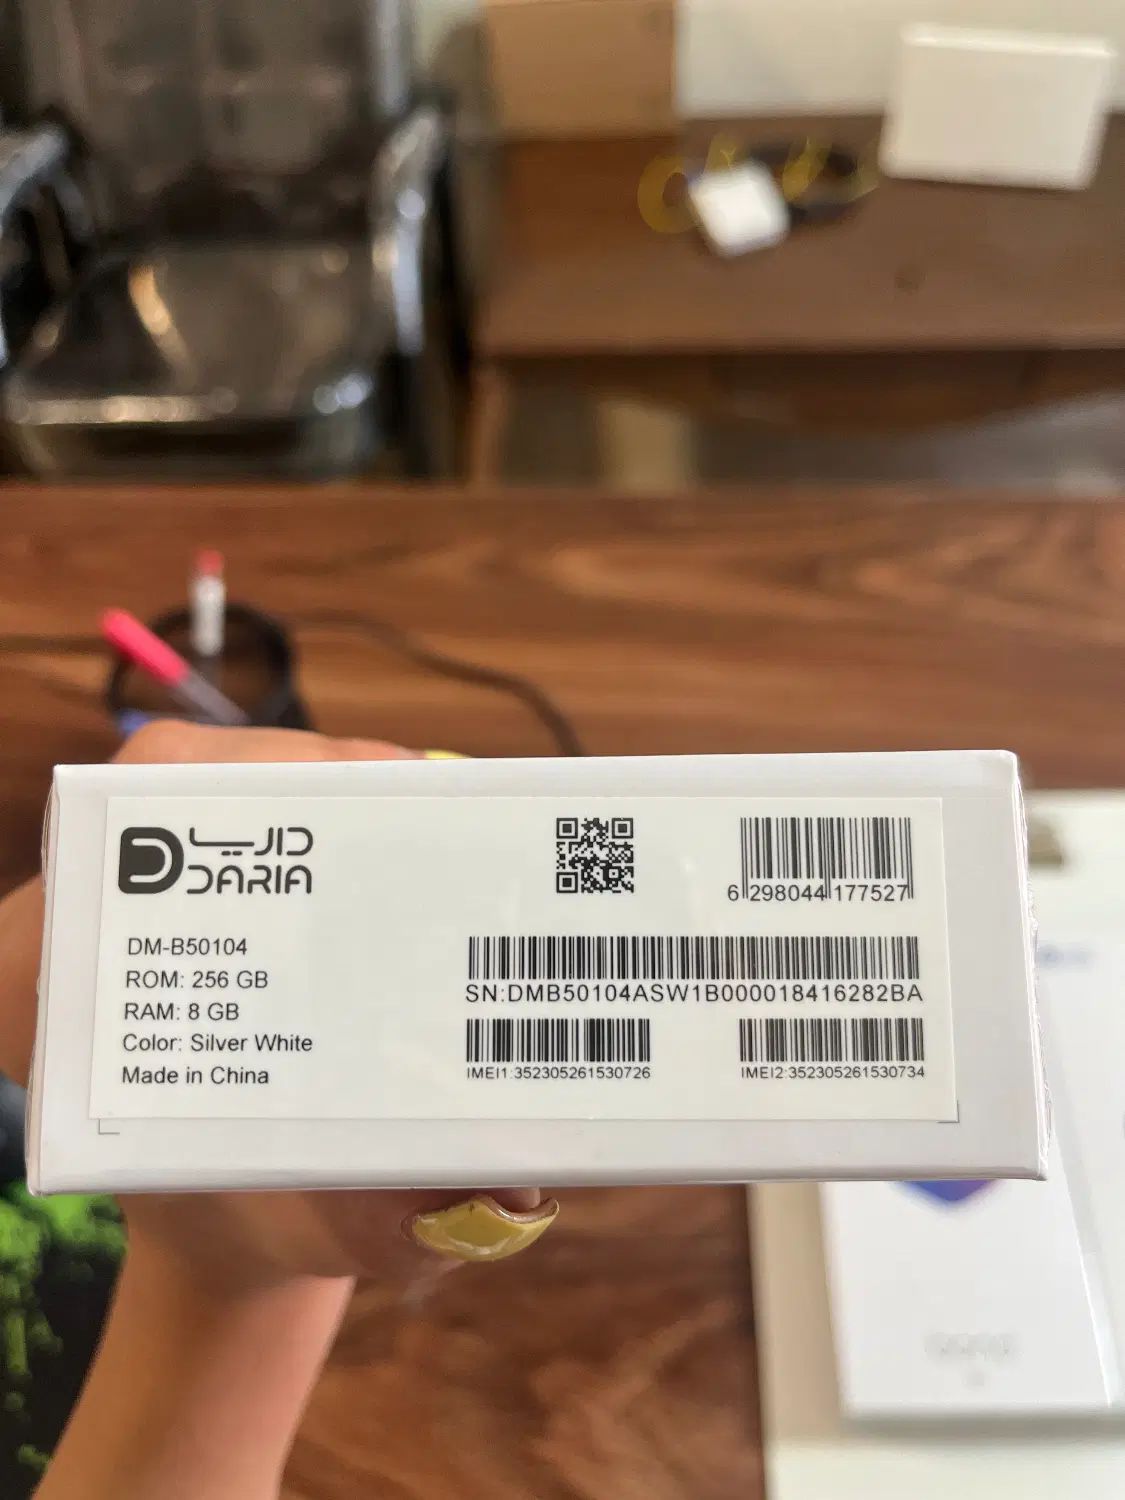 داریا
DARIA
6 298044 177527
DM-B50104
ROM: 256 GB
RAM: 8 GB
Color: Silver White
Made in China
SN:DMB50104ASW1B000018416282BA
IMEI1:352305261530726
IMEI2:352305261530734